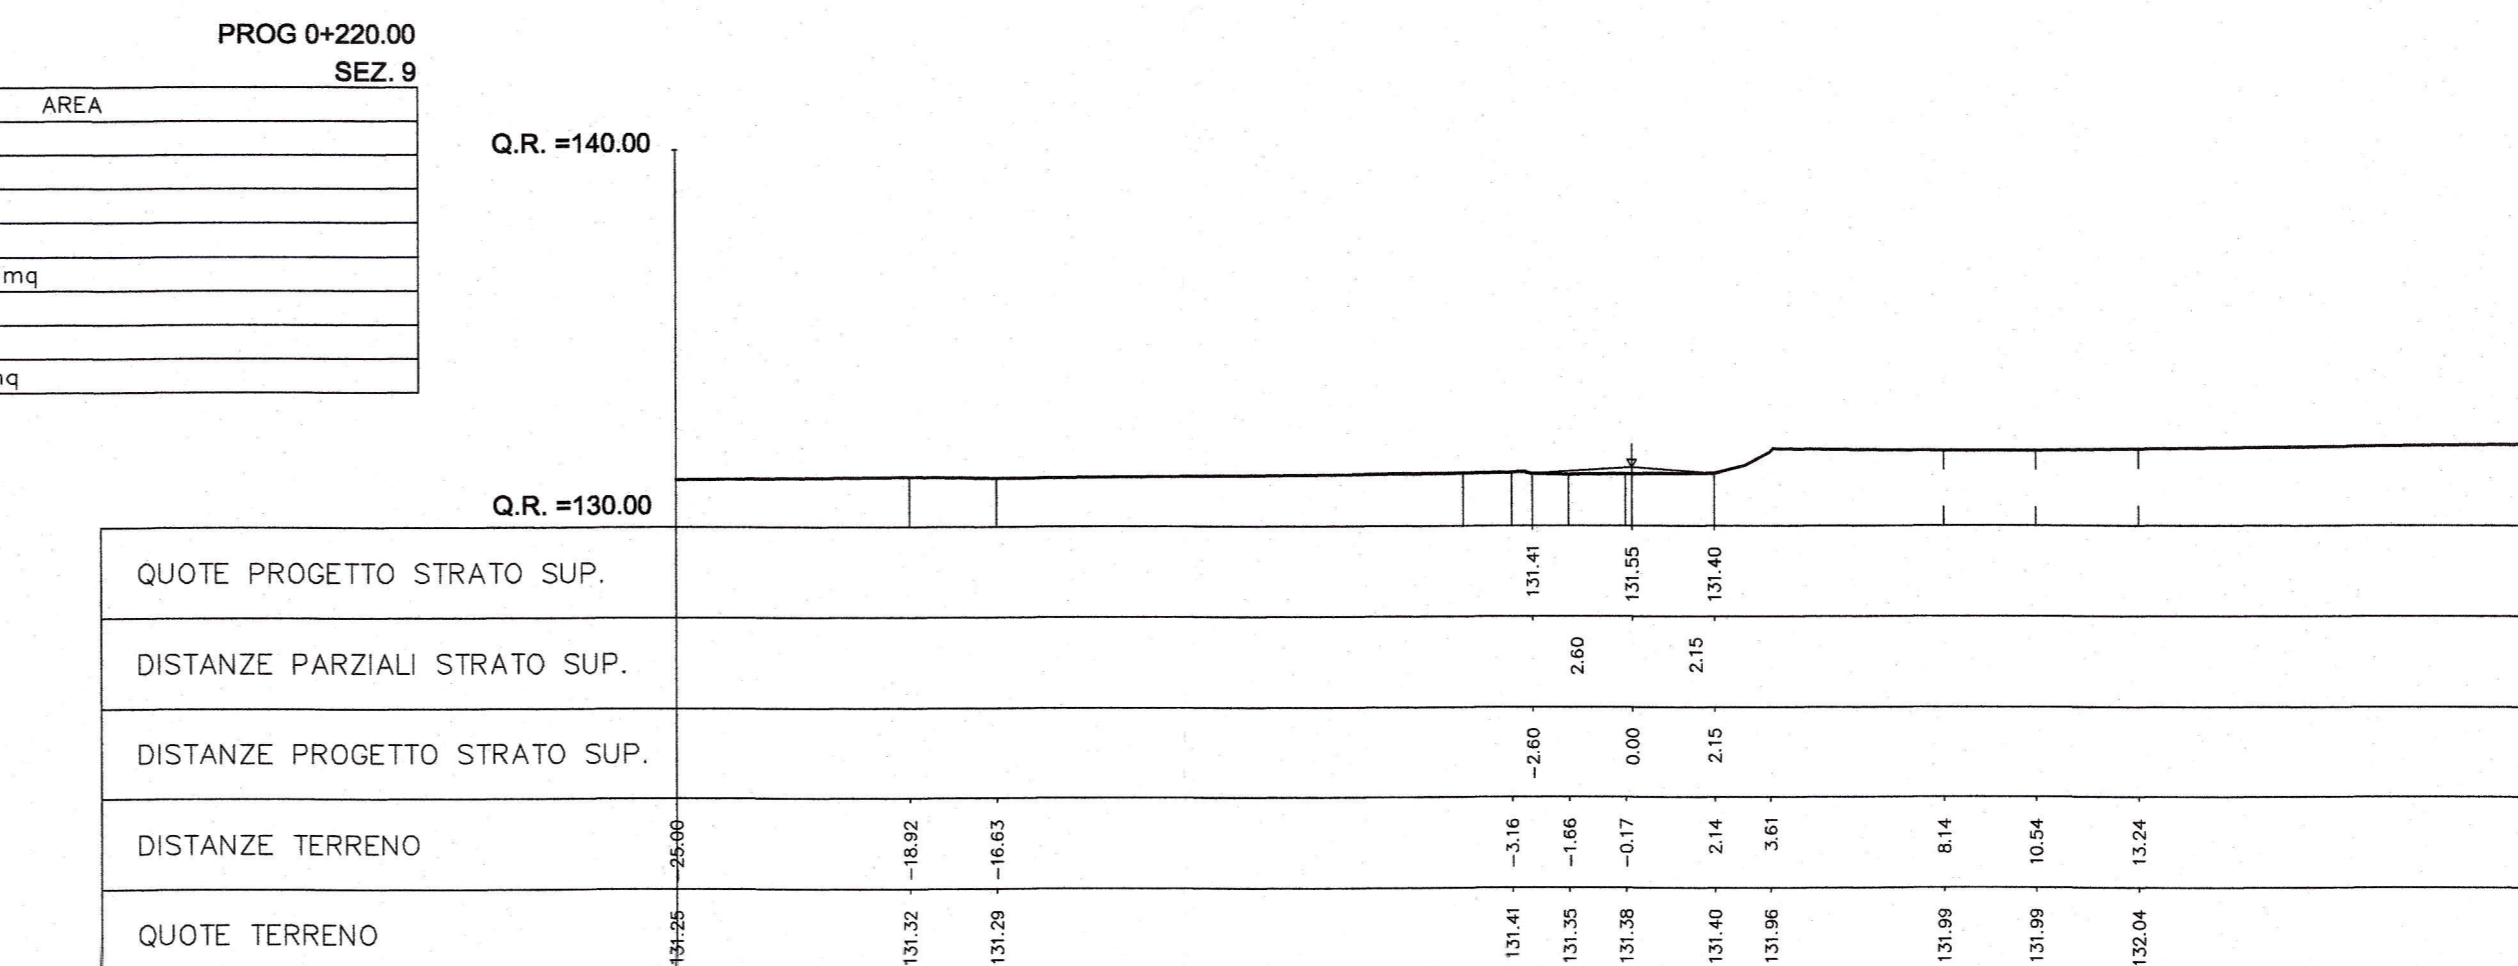 PROG 0+220.00
SEZ. 9
AREA
mq
Q.R. =140.00
Q.R. =130.00
QUOTE PROGETTO STRATO SUP. 131.41 131.55 131.40
DISTANZE PARZIALI STRATO SUP. 2.60 2.15
DISTANZE PROGETTO STRATO SUP. -2.60 0.00 2.15
DISTANZE TERRENO -25.00 -18.92 -16.63 -3.16 -1.66 -0.17 2.14 3.61 8.14 10.54 13.24
QUOTE TERRENO 131.25 131.32 131.29 131.41 131.35 131.38 131.40 131.96 131.99 131.99 132.04